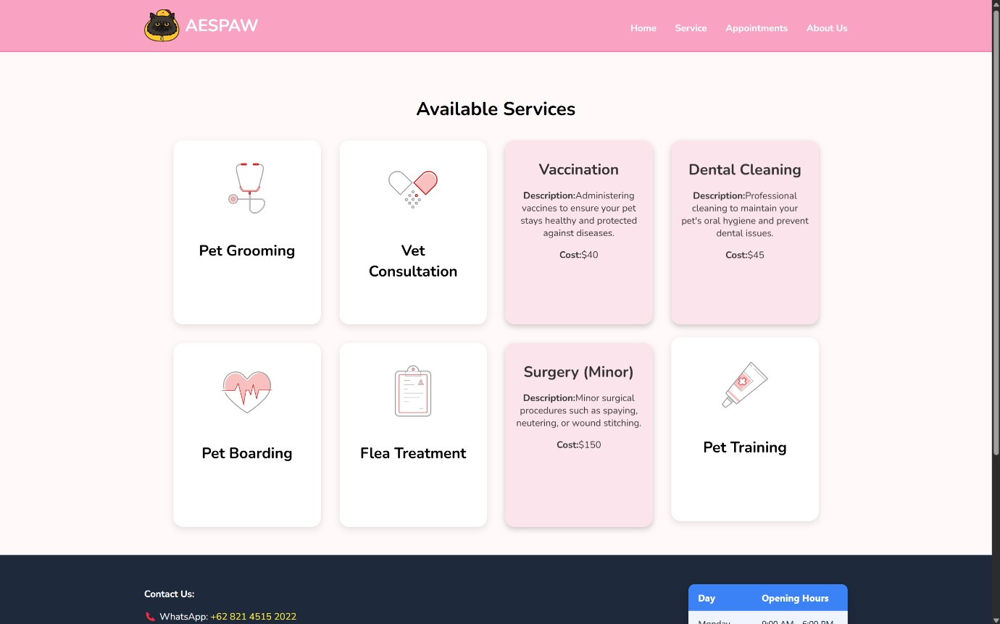 AESPAW
Home
Service
Appointments
About Us
Available Services
Pet Grooming
Vet
Consultation
Vaccination
Description:Administering
vaccines to ensure your pet
stays healthy and protected
against diseases.
Cost:$40
Dental Cleaning
Description:Professional
cleaning to maintain your
pet's oral hygiene and prevent
dental issues.
Cost:$45
Pet Boarding
Flea Treatment
Surgery (Minor)
Description:Minor surgical
procedures such as spaying,
neutering, or wound stitching.
Cost:$150
Pet Training
Contact Us:
WhatsApp: +62 821 4515 2022
Day
Opening Hours
Monday
9:00 AM - 6:00 PM